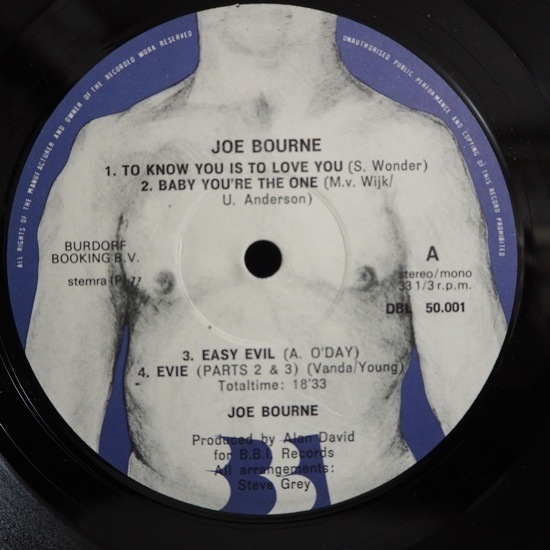 ALL RIGHTS OF THE MANUFACTURER AND OWNER OF THE RECORDED WORK RESERVED
UNAUTHORISED PUBLIC PERFORMANCE AND COPYING OF THIS RECORD PROHIBITED
JOE BOURNE
1. TO KNOW YOU IS TO LOVE YOU (S. Wonder)
2. BABY YOU'RE THE ONE (M.v. Wijk/
U. Anderson)
BURDORF
BOOKING B.V.
stemra (P) 77
A
stereo/mono
33 1/3 r.p.m.
DBL 50.001
3. EASY EVIL (A. O'DAY)
4. EVIE (PARTS 2 & 3) (Vanda/Young)
Totaltime: 18'33
JOE BOURNE
Produced by Alan David
for B.B.I. Records
All arrangements:
Steve Grey